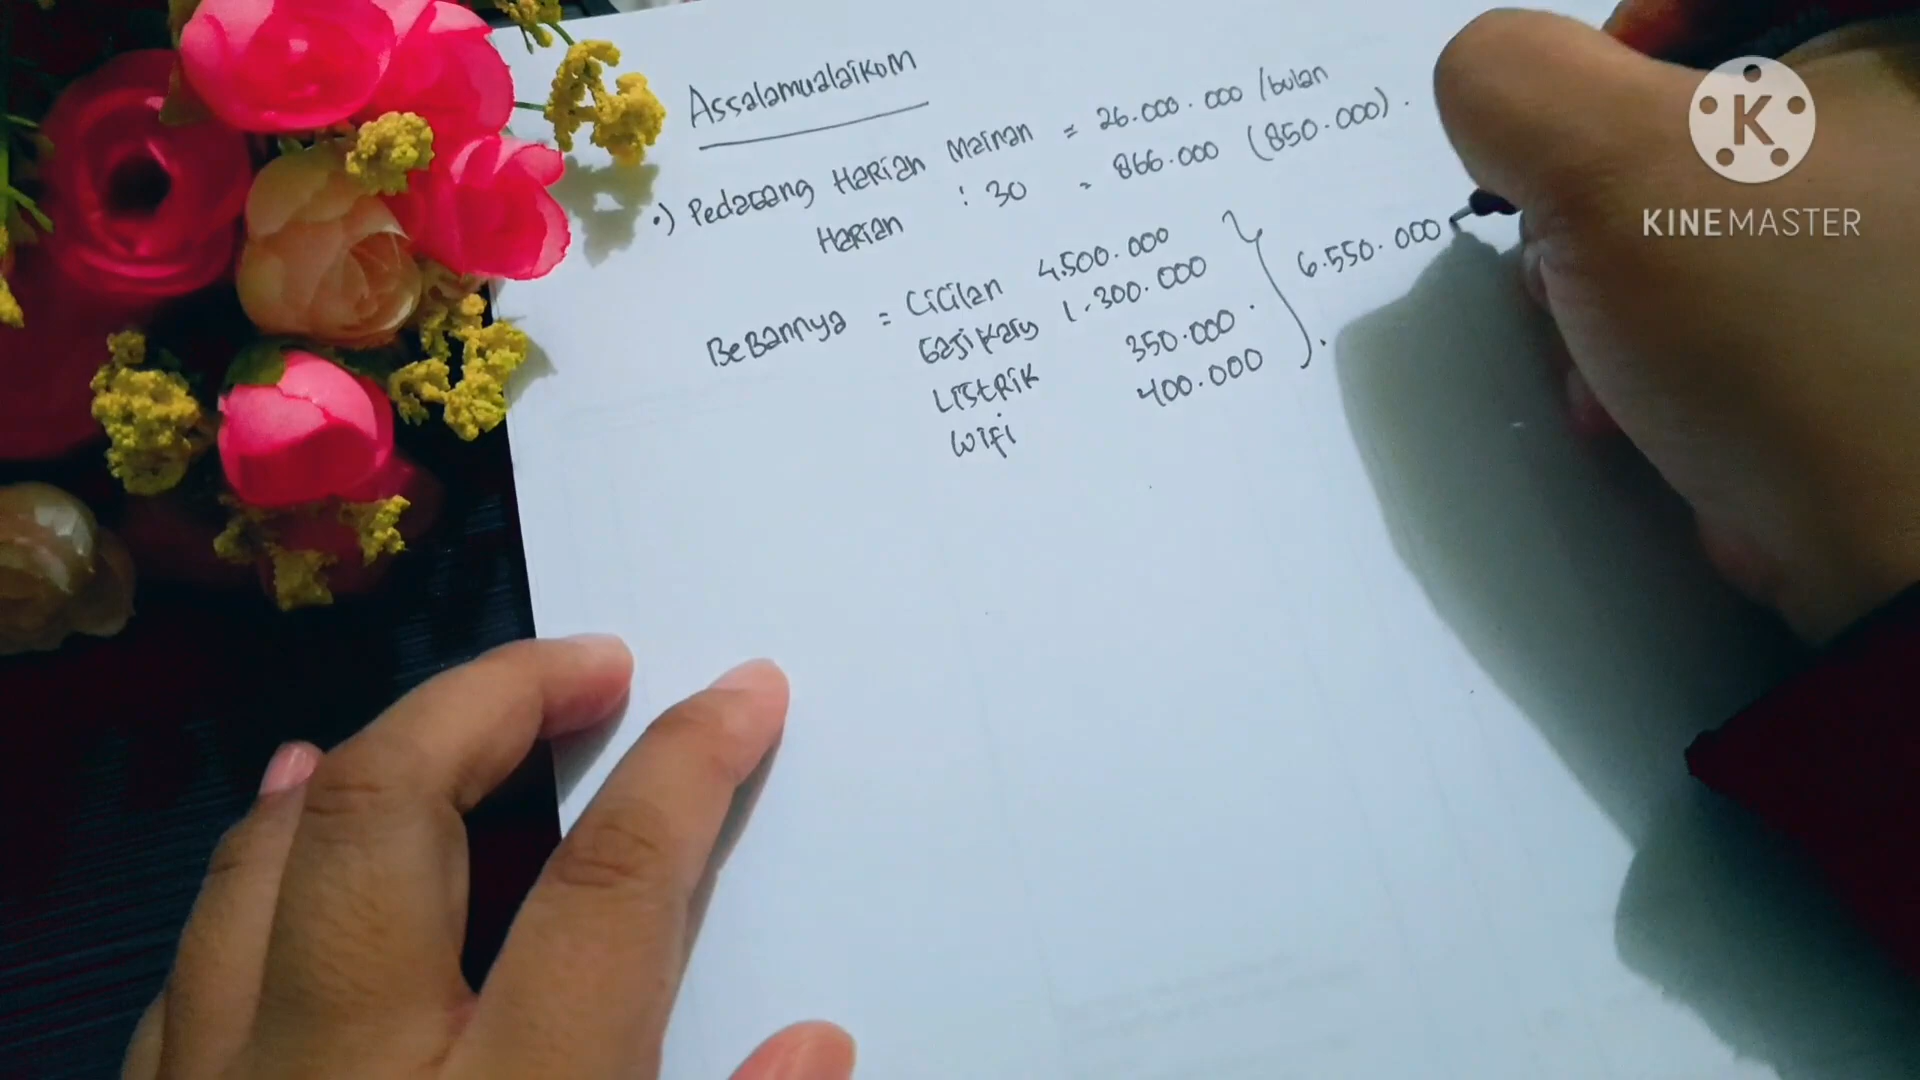 Assalamualaikom
•) Pedagang Harian Mainan = 26.000.000 /bulan
Harian : 30 = 866.000 (850.000).
Bebannya = Cicilan 4.500.000
Gaji Kary 1.300.000
Listrik 350.000.
Wifi 400.000
} 6.550.000
K
KINEMASTER